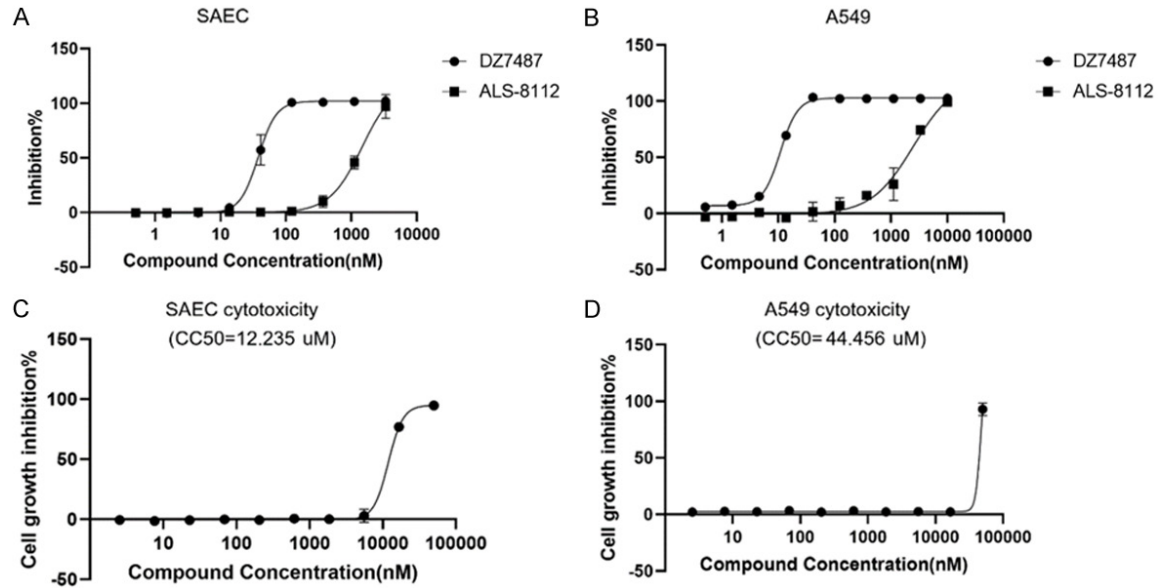 A
SAEC
150
100
50
0
-50
Inhibition%
1
10
100
1000
10000
Compound Concentration(nM)
DZ7487
ALS-8112
B
A549
150
100
50
0
-50
Inhibition%
1
10
100
1000
10000
100000
Compound Concentration(nM)
DZ7487
ALS-8112
C
SAEC cytotoxicity
(CC50=12.235 uM)
150
100
50
0
-50
Cell growth inhibition%
10
100
1000
10000
100000
Compound Concentration(nM)
D
A549 cytotoxicity
(CC50= 44.456 uM)
150
100
50
0
-50
Cell growth inhibition%
10
100
1000
10000
100000
Compound Concentration(nM)